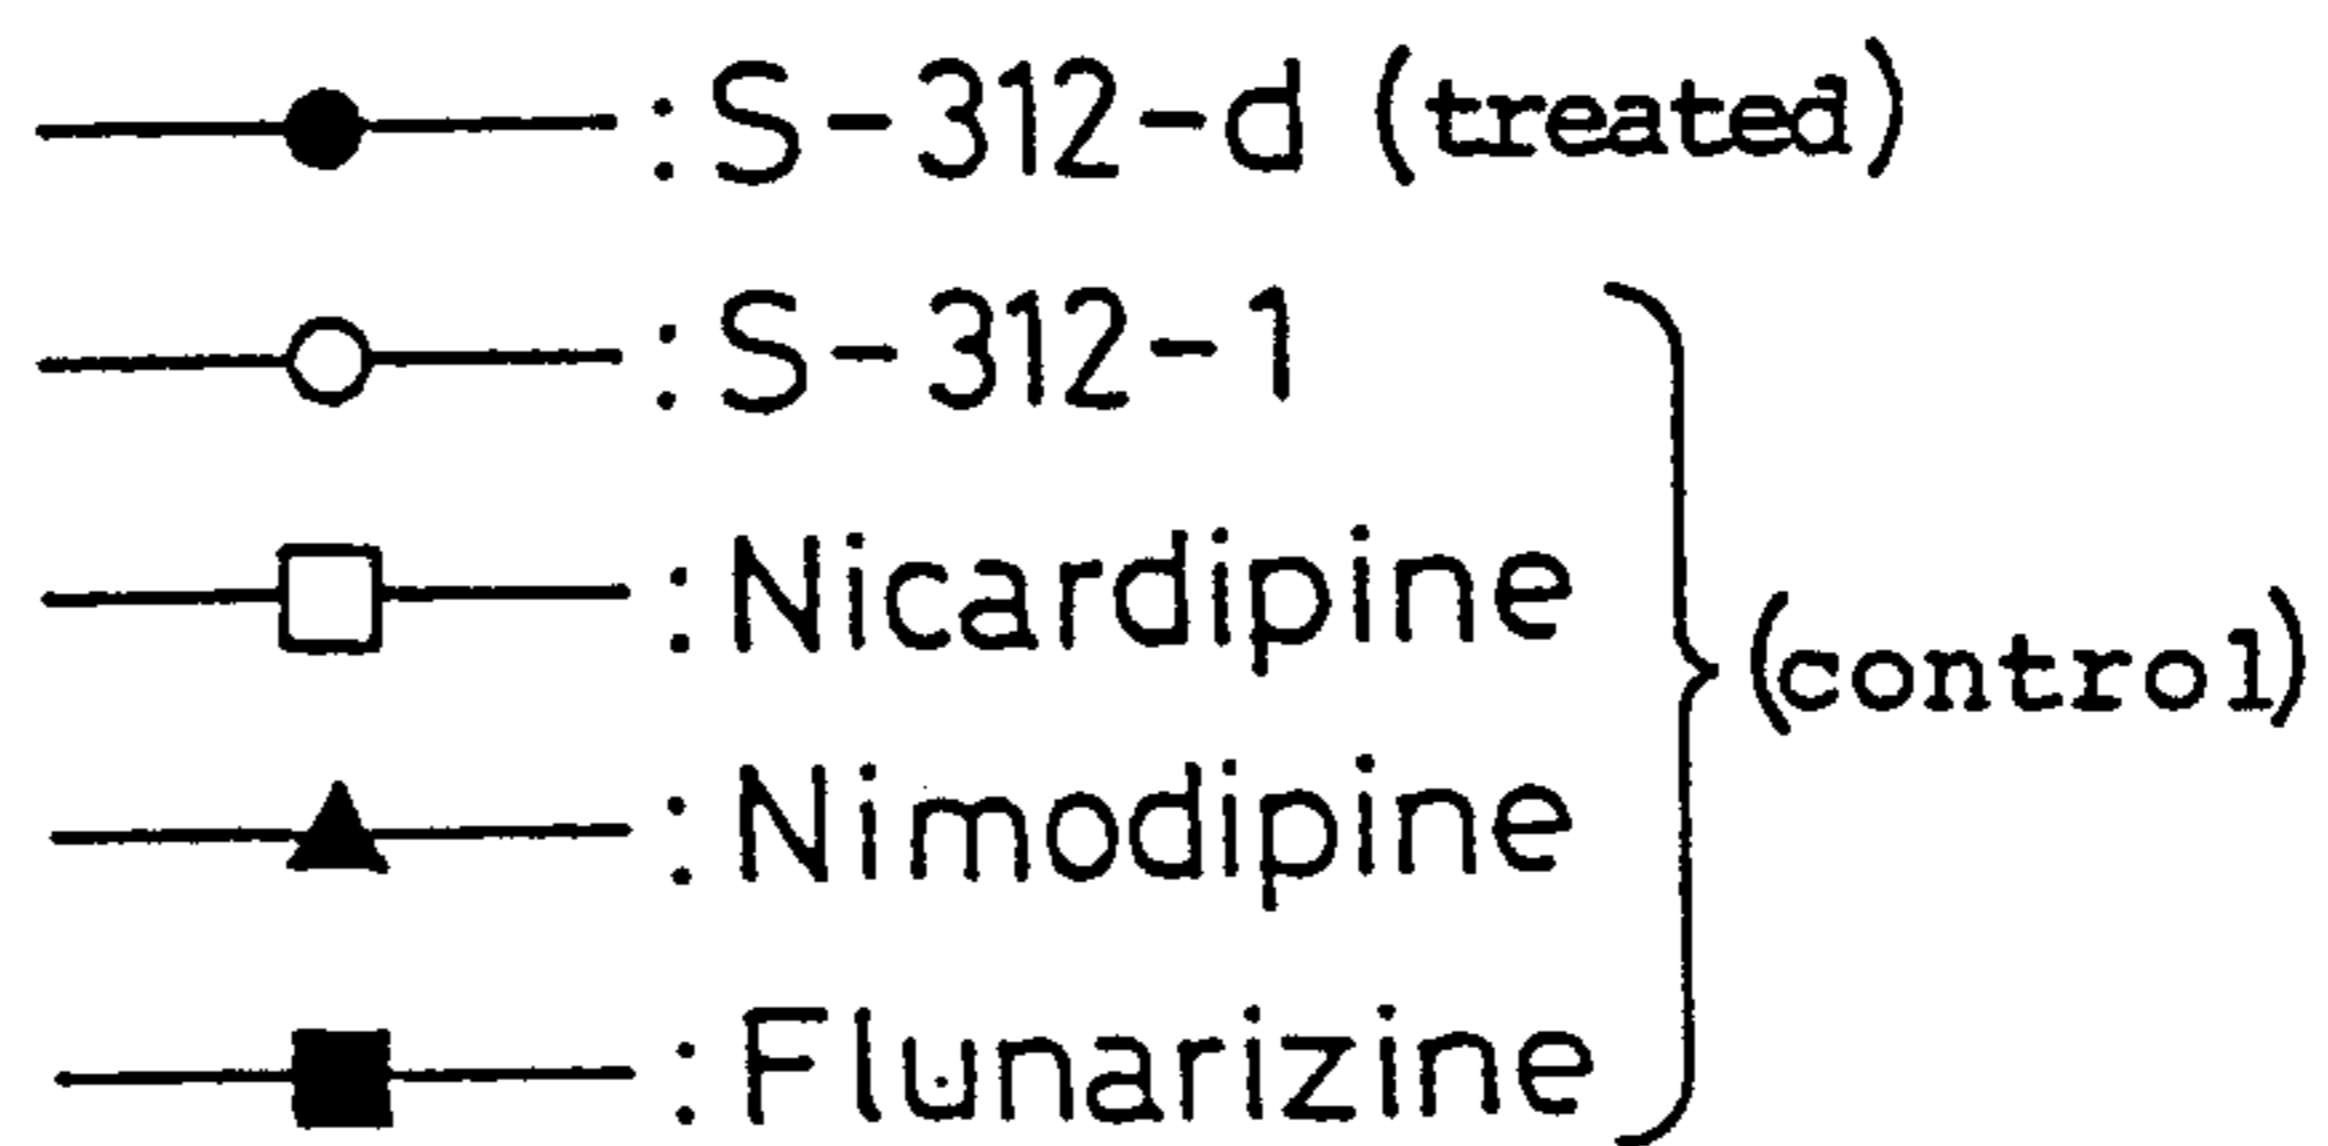 : S-312-d (treated)
: S-312-1
: Nicardipine
(control)
: Nimodipine
: Flunarizine